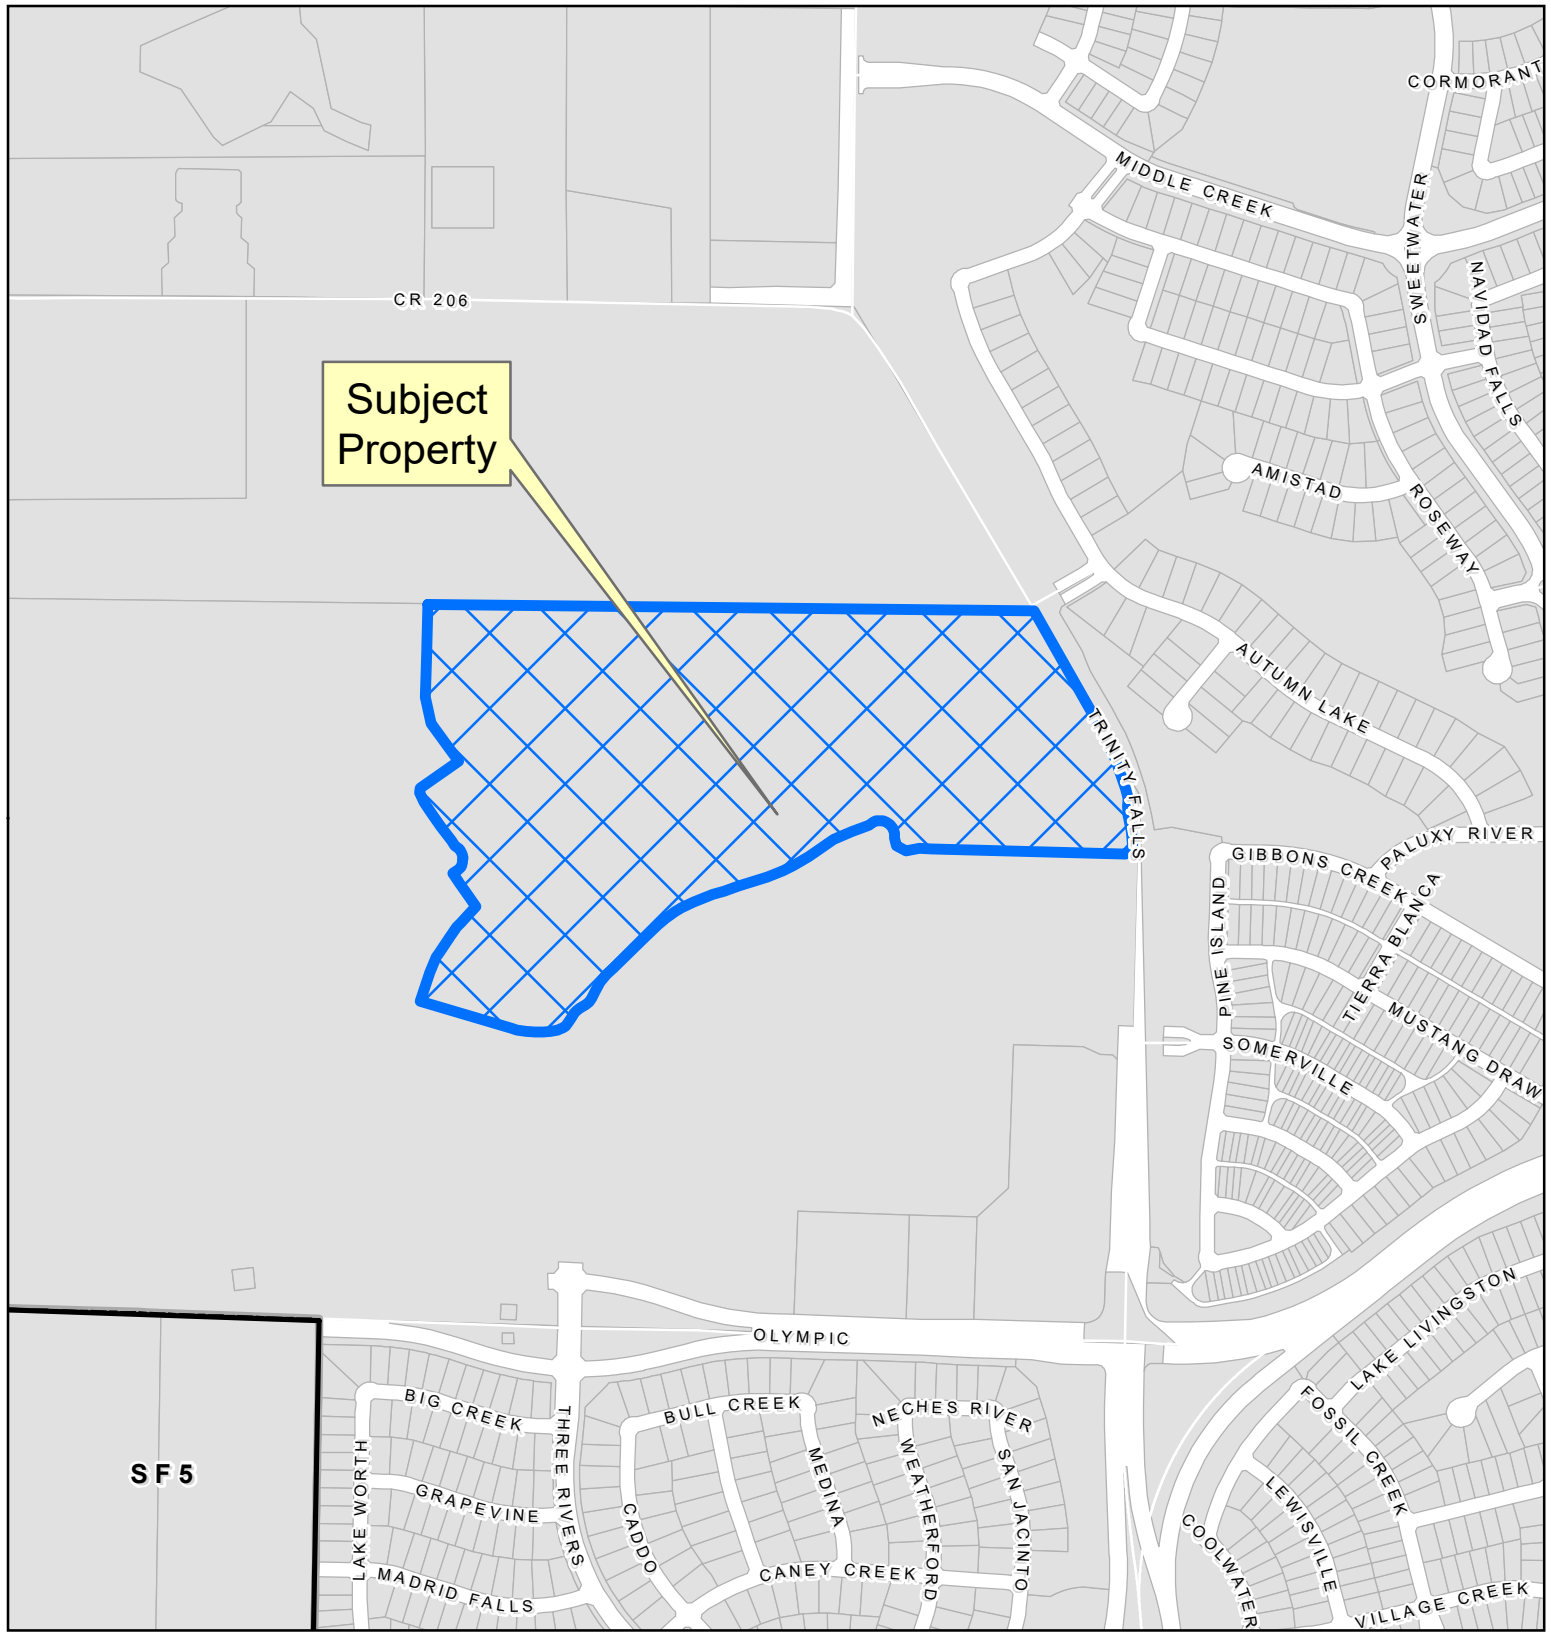 CORMORANT
MIDDLE CREEK
SWEETWATER
NAVIDAD FALLS
CR 206
Subject
Property
AMISTAD
ROSEWAY
AUTUMN LAKE
TRINITY FALLS
PALUXY RIVER
GIBBONS CREEK
PINE ISLAND
TIERRA BLANCA
MUSTANG DRAW
SOMERVILLE
LAKE LIVINGSTON
OLYMPIC
BIG CREEK
BULL CREEK
NECHES RIVER
FOSSIL CREEK
THREE RIVERS
MEDINA
WEATHERFORD
SAN JACINTO
SF5
LAKE WORTH
GRAPEVINE
CADDO
LEWISVILLE
COOLWATER
CANEY CREEK
MADRID FALLS
VILLAGE CREEK